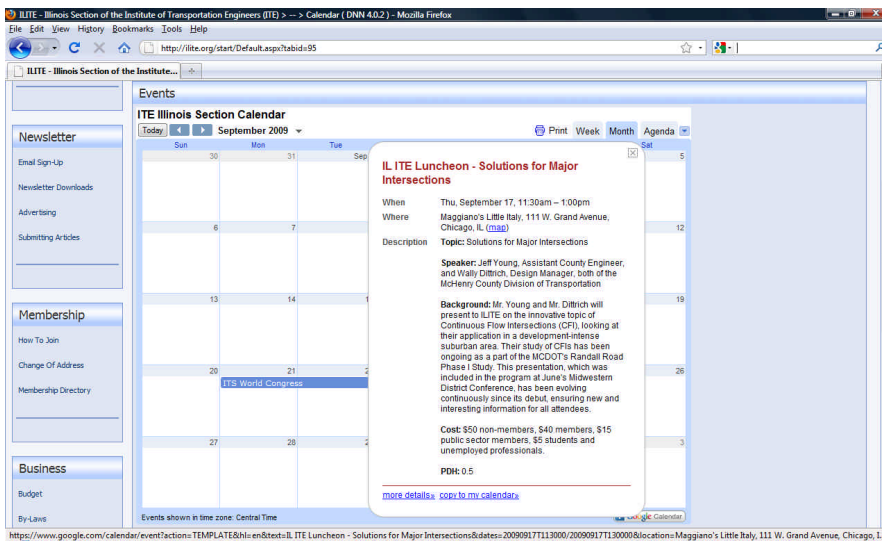 ILITE - Illinois Section of the Institute of Transportation Engineers (ITE) > -- > Calendar ( DNN 4.0.2 ) - Mozilla Firefox
File Edit View History Bookmarks Tools Help
http://ilite.org/start/Default.aspx?tabid=95
ILITE - Illinois Section of the Institute...
Events
ITE Illinois Section Calendar
Today September 2009 Print Week Month Agenda
Sun Mon Tue Sat
30 31 Sep 5
6 7 12
13 14 1 19
20 21 2 26
ITS World Congress
27 28 2 3
Events shown in time zone: Central Time
Calendar
Newsletter
Email Sign-Up
Newsletter Downloads
Advertising
Submitting Articles
Membership
How To Join
Change Of Address
Membership Directory
Business
Budget
By-Laws
IL ITE Luncheon - Solutions for Major
Intersections
When Thu, September 17, 11:30am – 1:00pm
Where Maggiano's Little Italy, 111 W. Grand Avenue,
Chicago, IL (map)
Description Topic: Solutions for Major Intersections
Speaker: Jeff Young, Assistant County Engineer,
and Wally Dittrich, Design Manager, both of the
McHenry County Division of Transportation
Background: Mr. Young and Mr. Dittrich will
present to ILITE on the innovative topic of
Continuous Flow Intersections (CFI), looking at
their application in a development-intense
suburban area. Their study of CFIs has been
ongoing as a part of the MCDOT's Randall Road
Phase I Study. This presentation, which was
included in the program at June's Midwestern
District Conference, has been evolving
continuously since its debut, ensuring new and
interesting information for all attendees.
Cost: $50 non-members, $40 members, $15
public sector members, $5 students and
unemployed professionals.
PDH: 0.5
more details» copy to my calendar»
https://www.google.com/calendar/event?action=TEMPLATE&hl=en&text=IL ITE Luncheon - Solutions for Major Intersections&dates=20090917T113000/20090917T130000&location=Maggiano's Little Italy, 111 W. Grand Avenue, Chicago, I